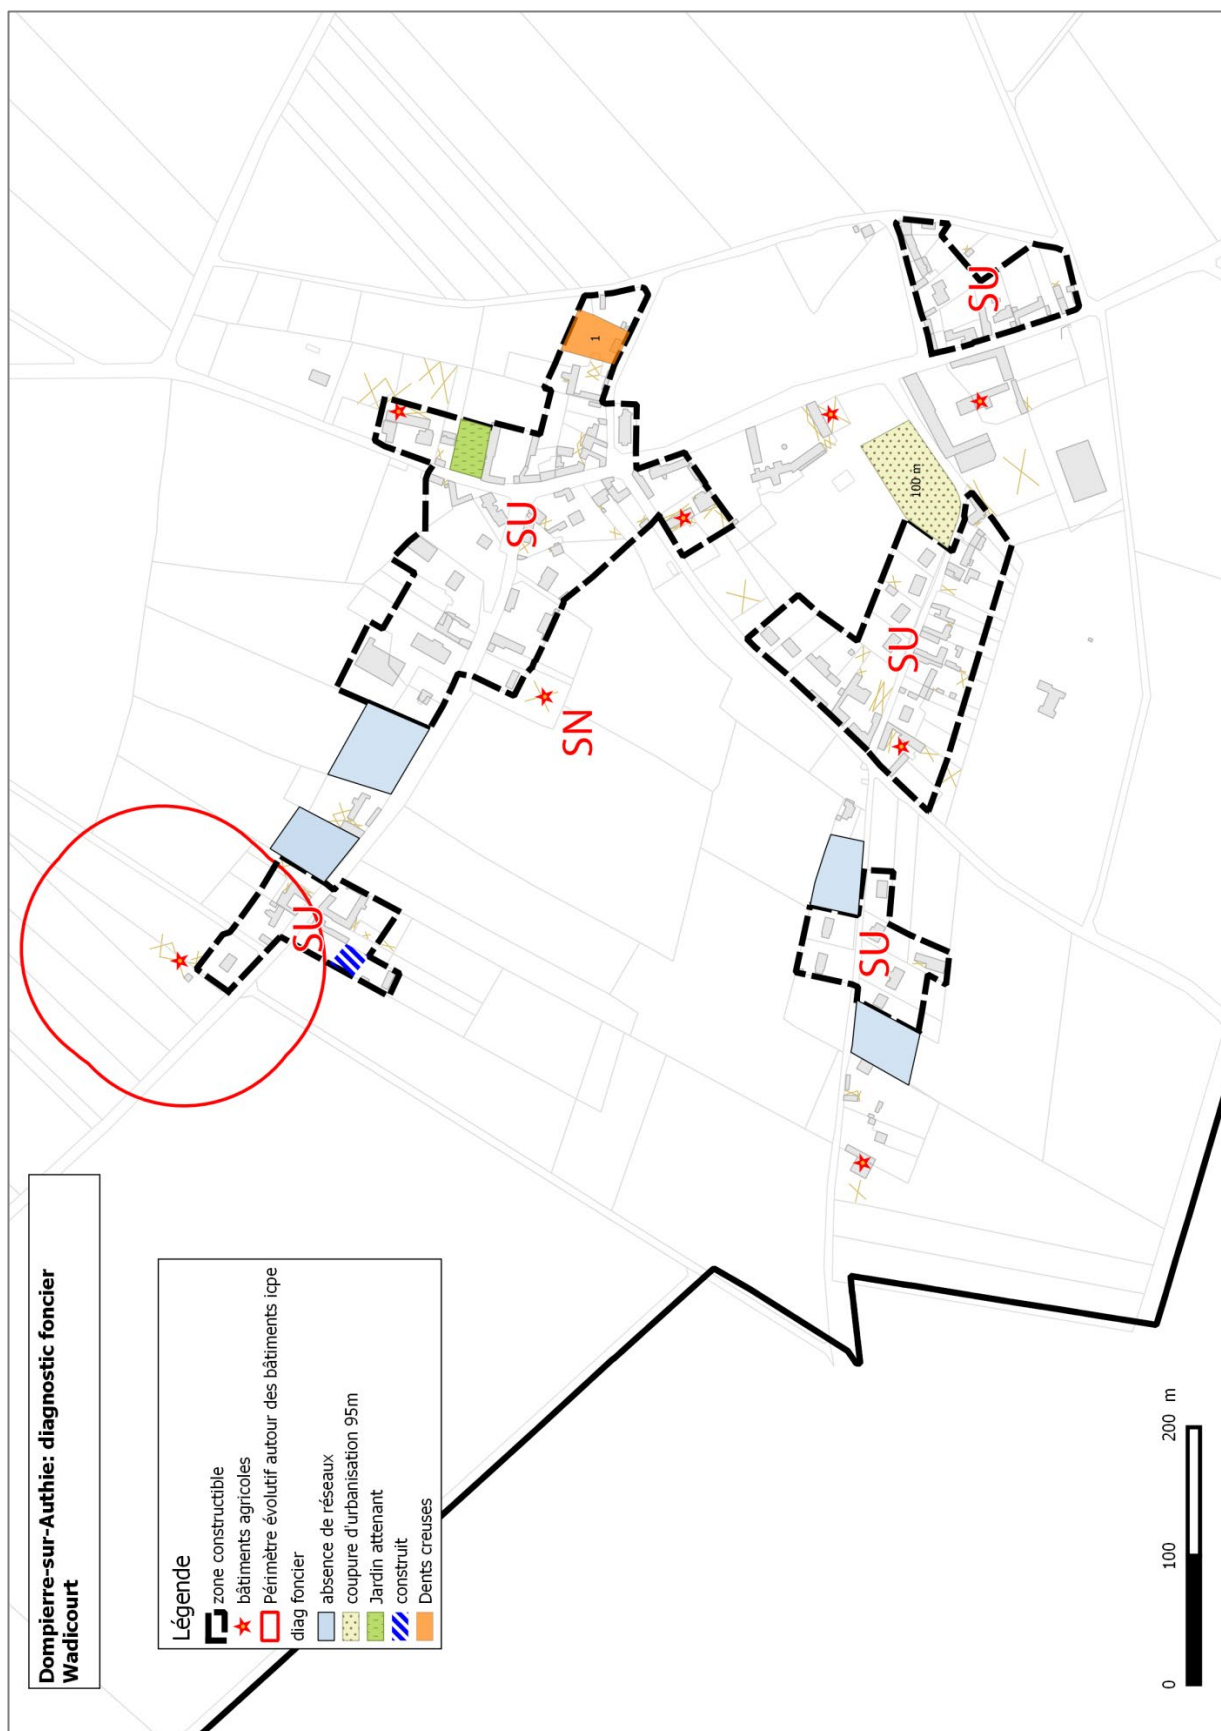 Dompierre-sur-Authie: diagnostic foncier
Wadicourt
Légende
zone constructible
bâtiments agricoles
Périmètre évolutif autour des bâtiments icpe
diag foncier
absence de réseaux
coupure d'urbanisation 95m
Jardin attenant
construit
Dents creuses
SU
SU
SN
1
SU
100 m
SU
SU
0 100 200 m